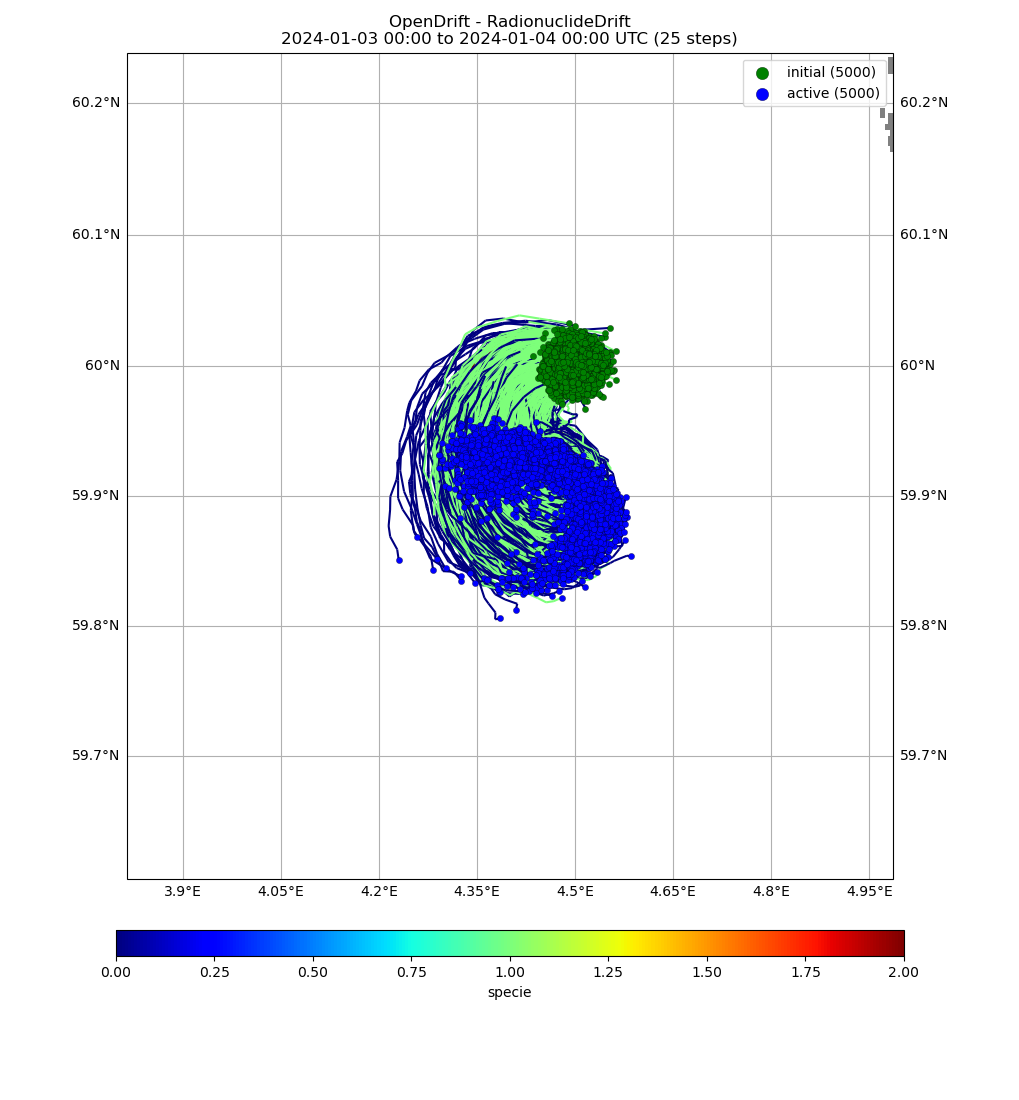 OpenDrift - RadionuclideDrift
2024-01-03 00:00 to 2024-01-04 00:00 UTC (25 steps)
initial (5000)
active (5000)
60.2°N 60.2°N
60.1°N 60.1°N
60°N 60°N
59.9°N 59.9°N
59.8°N 59.8°N
59.7°N 59.7°N
3.9°E 4.05°E 4.2°E 4.35°E 4.5°E 4.65°E 4.8°E 4.95°E
0.00 0.25 0.50 0.75 1.00 1.25 1.50 1.75 2.00
specie